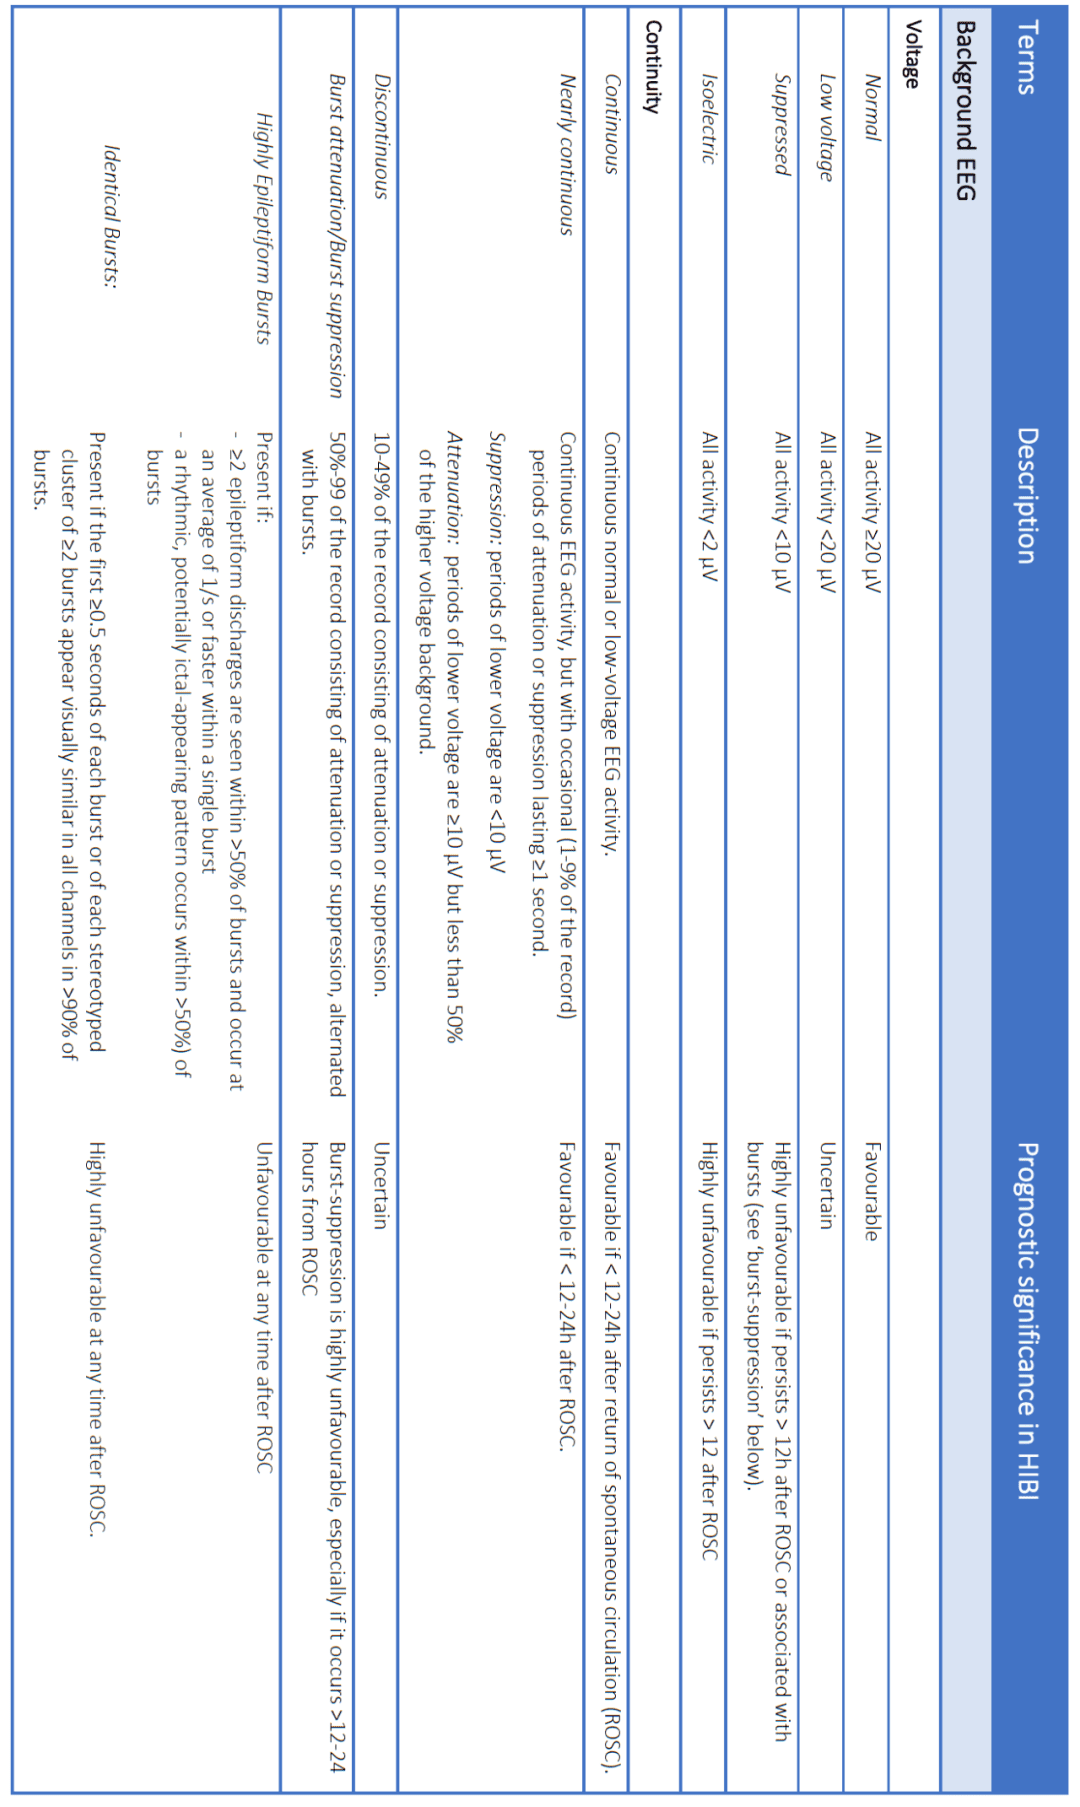 Terms Description Prognostic significance in HIBI
Background EEG
Voltage
Normal All activity ≥20 μV Favourable
Low voltage All activity <20 μV Uncertain
Suppressed All activity <10 μV Highly unfavourable if persists > 12h after ROSC or associated with
bursts (see ‘burst-suppression’ below).
Isoelectric All activity <2 μV Highly unfavourable if persists > 12 after ROSC
Continuity
Continuous Continuous normal or low-voltage EEG activity. Favourable if < 12-24h after return of spontaneous circulation (ROSC).
Nearly continuous Continuous EEG activity, but with occasional (1-9% of the record) Favourable if < 12-24h after ROSC.
periods of attenuation or suppression lasting ≥1 second.
Suppression: periods of lower voltage are <10 μV
Attenuation: periods of lower voltage are ≥10 μV but less than 50%
of the higher voltage background.
Discontinuous 10-49% of the record consisting of attenuation or suppression. Uncertain
Burst attenuation/Burst suppression 50%-99 of the record consisting of attenuation or suppression, alternated Burst-suppression is highly unfavourable, especially if it occurs >12-24
with bursts. hours from ROSC
Highly Epileptiform Bursts Present if: Unfavourable at any time after ROSC
- ≥2 epileptiform discharges are seen within >50% of bursts and occur at
an average of 1/s or faster within a single burst
- a rhythmic, potentially ictal-appearing pattern occurs within >50%) of
bursts
Identical Bursts: Present if the first ≥0.5 seconds of each burst or of each stereotyped Highly unfavourable at any time after ROSC.
cluster of ≥2 bursts appear visually similar in all channels in >90% of
bursts.